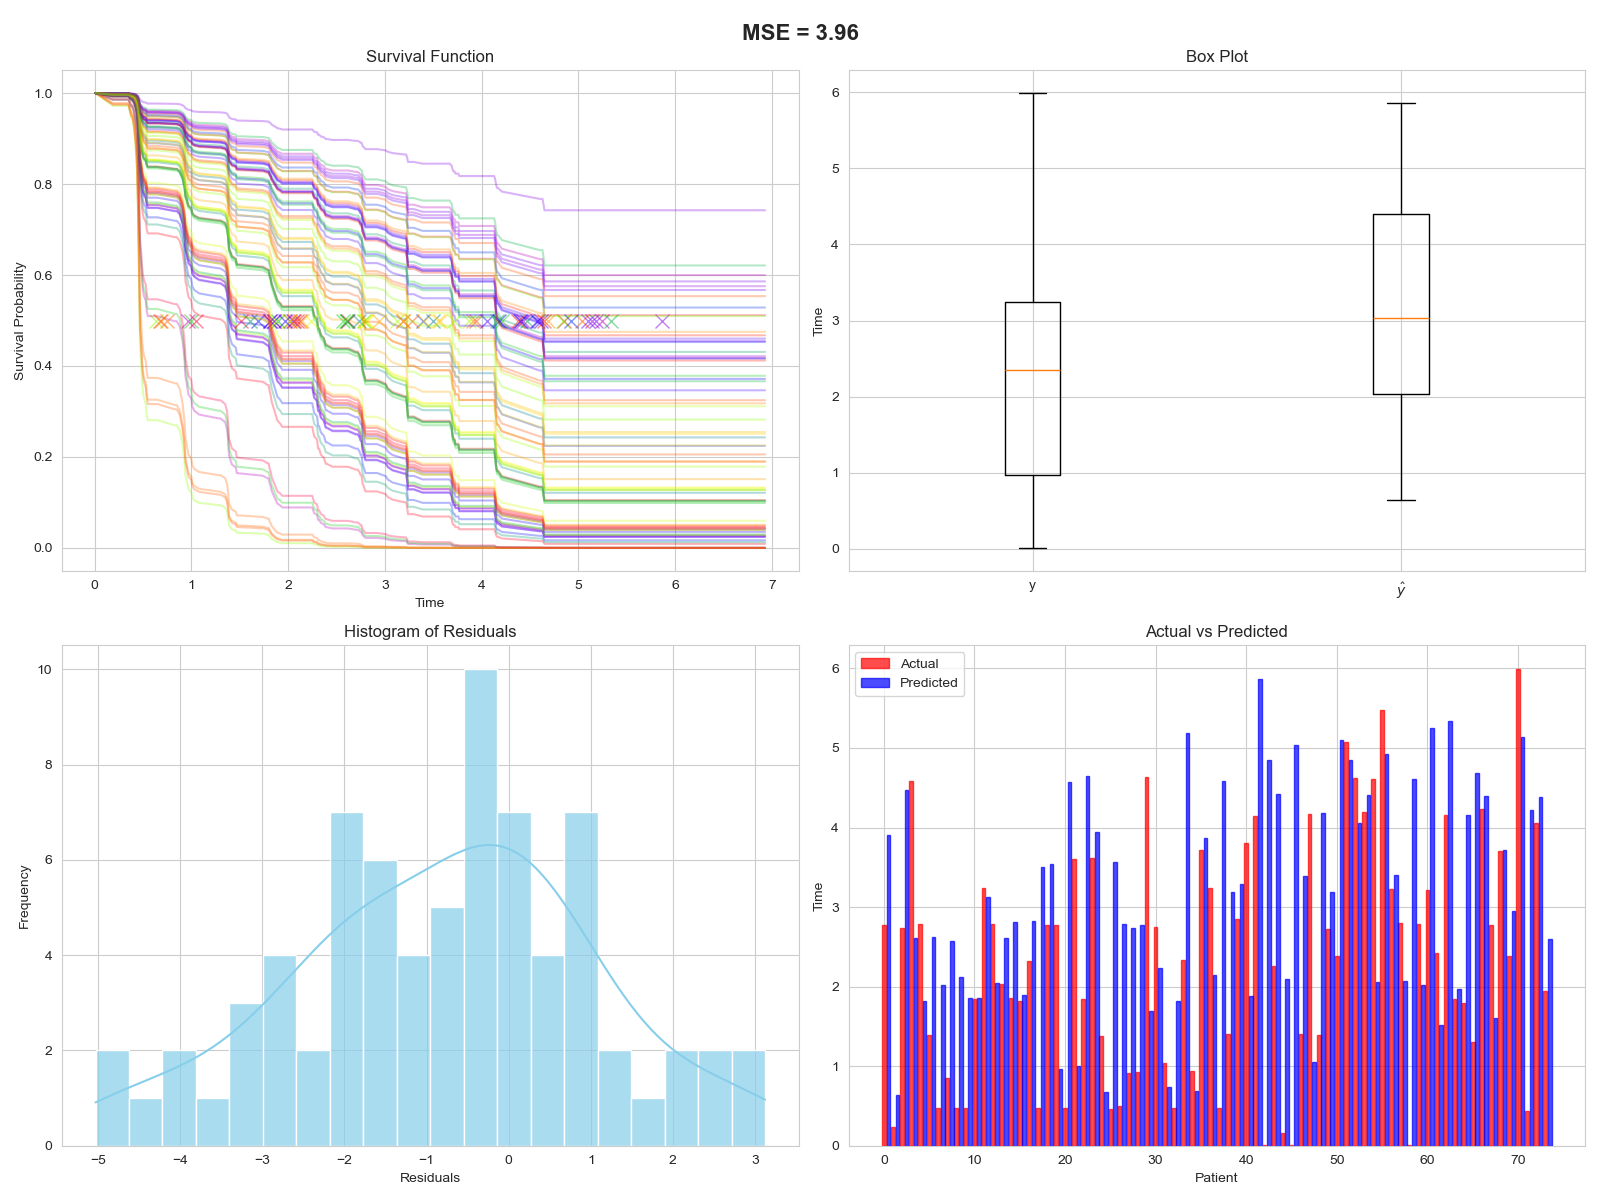 MSE = 3.96
Survival Function
Survival Probability
1.0
0.8
0.6
0.4
0.2
0.0
0 1 2 3 4 5 6 7
Time
Box Plot
Time
6
5
4
3
2
1
0
y ŷ
Histogram of Residuals
Frequency
10
8
6
4
2
0
−5 −4 −3 −2 −1 0 1 2 3
Residuals
Actual vs Predicted
Actual
Predicted
Time
6
5
4
3
2
1
0
0 10 20 30 40 50 60 70
Patient